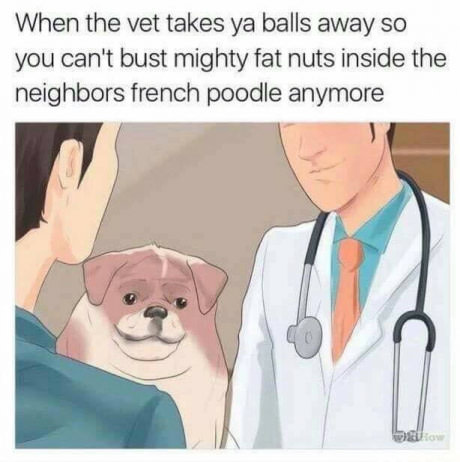 When the vet takes ya balls away so
you can't bust mighty fat nuts inside the
neighbors french poodle anymore
wikiHow